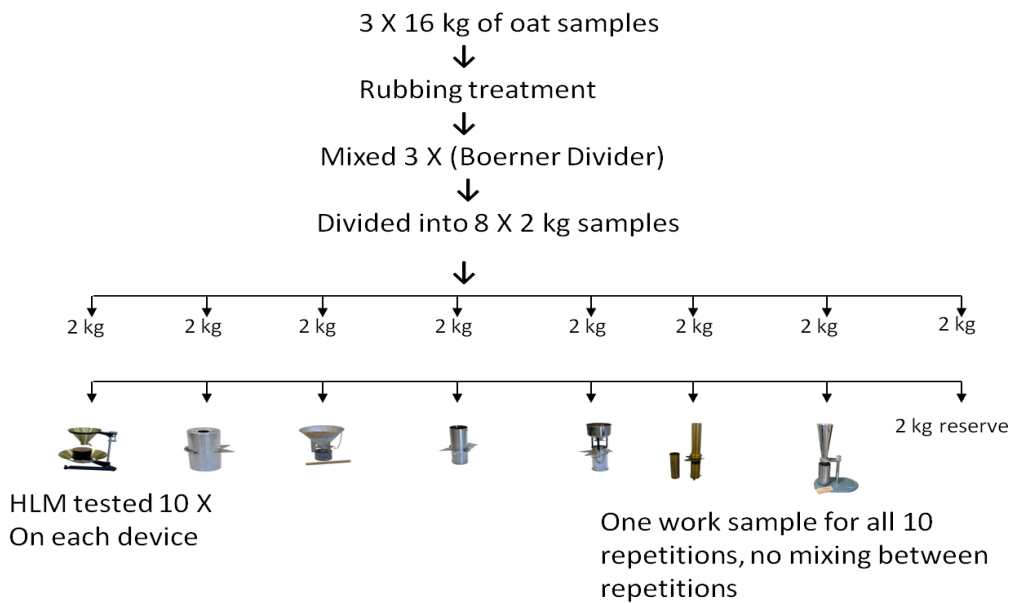 3 X 16 kg of oat samples
Rubbing treatment
Mixed 3 X (Boerner Divider)
Divided into 8 X 2 kg samples
2 kg
2 kg
2 kg
2 kg
2 kg
2 kg
2 kg
2 kg
2 kg reserve
HLM tested 10 X
On each device
One work sample for all 10
repetitions, no mixing between
repetitions